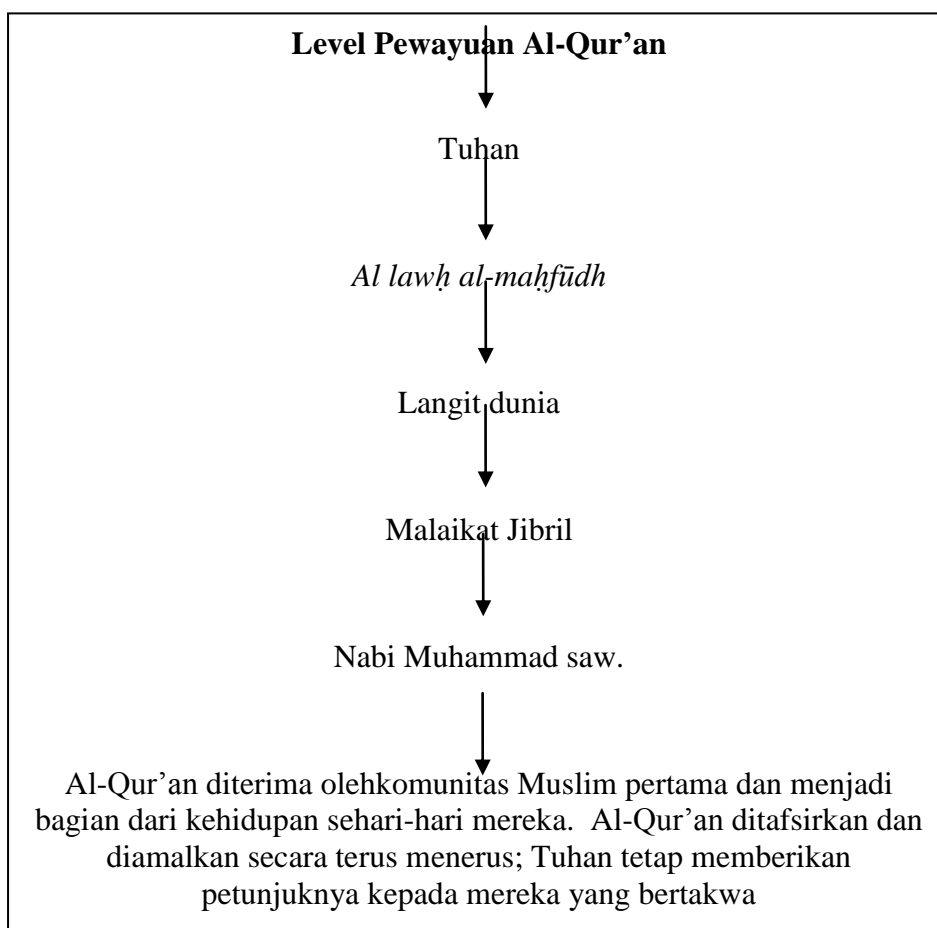 Level Pewayuan Al-Qur’an
Tuhan
Al lawḥ al-maḥfūdh
Langit dunia
Malaikat Jibril
Nabi Muhammad saw.
Al-Qur’an diterima olehkomunitas Muslim pertama dan menjadi
bagian dari kehidupan sehari-hari mereka.  Al-Qur’an ditafsirkan dan
diamalkan secara terus menerus; Tuhan tetap memberikan
petunjuknya kepada mereka yang bertakwa